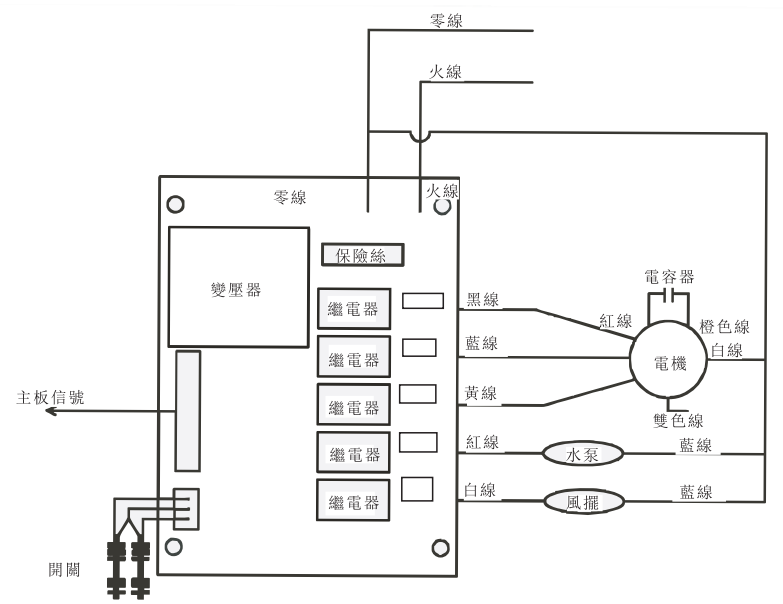 零線
火線
零線
火線
保險絲
變壓器
繼電器
黑線
電容器
紅線
橙色線
繼電器
藍線
白線
電機
繼電器
黃線
主板信號
雙色線
繼電器
紅線
水泵
藍線
繼電器
白線
風擺
藍線
開關